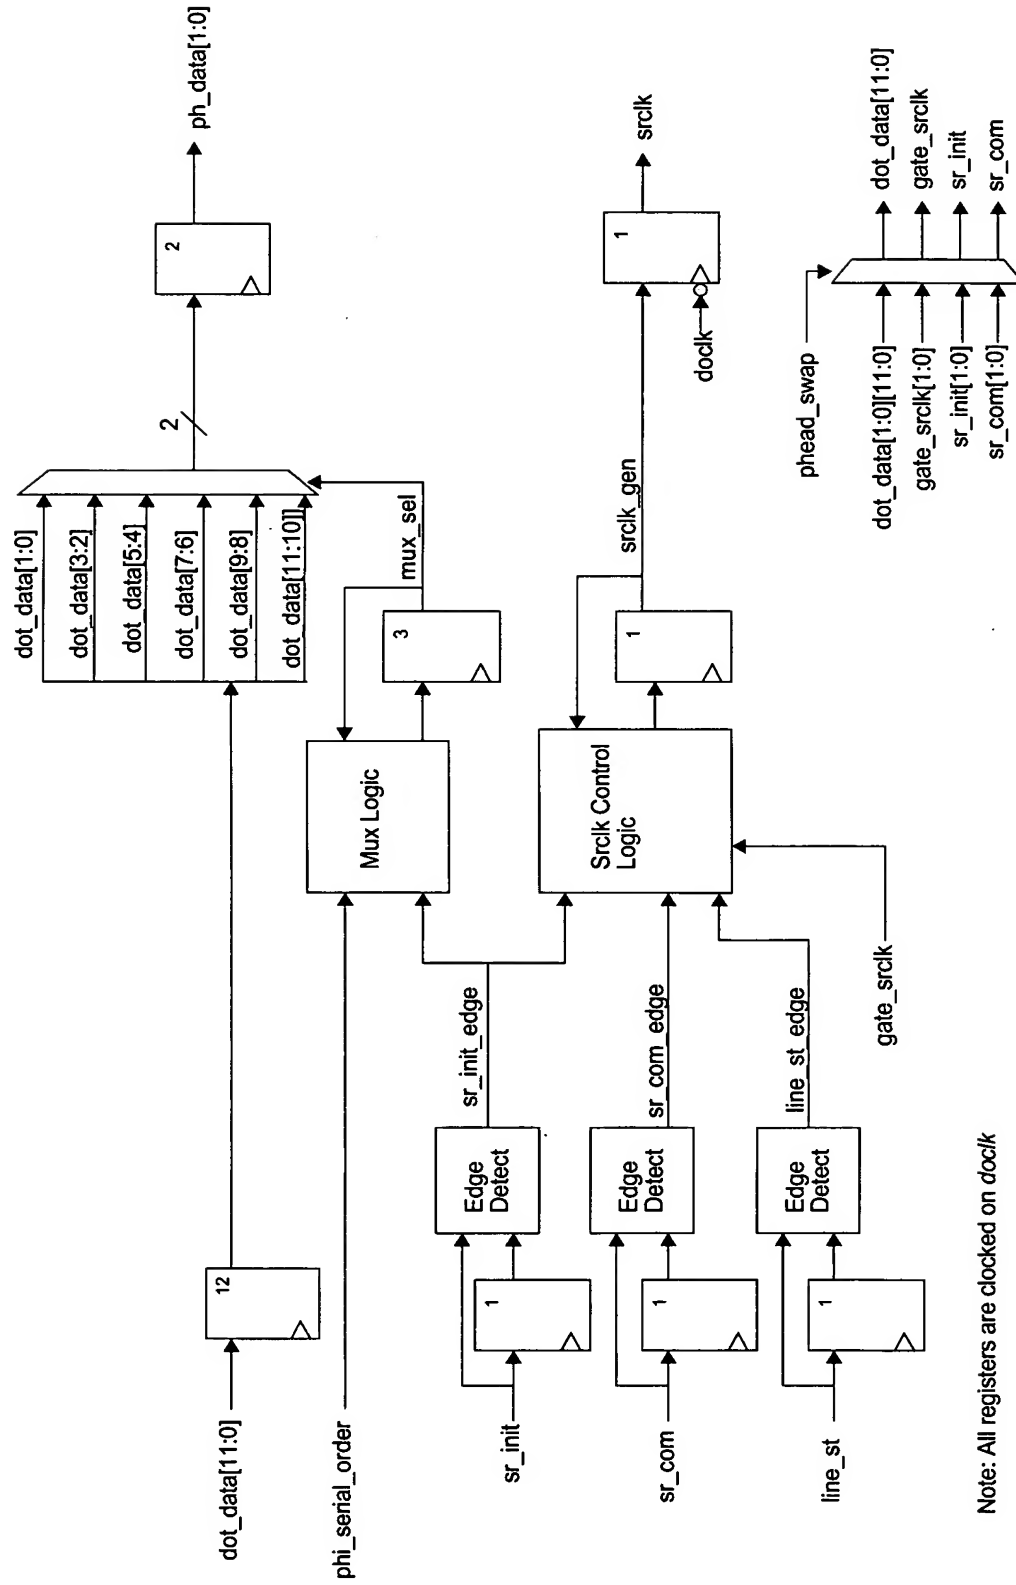 dot_data[11:0]
12
dot_data[1:0]
dot_data[3:2]
dot_data[5:4]
dot_data[7:6]
dot_data[9:8]
dot_data[11:10]]
2
2
ph_data[1:0]
phi_serial_order
Mux Logic
3
mux_sel
sr_init
1
Edge
Detect
sr_init_edge
sr_com
1
Edge
Detect
sr_com_edge
line_st
1
Edge
Detect
line_st_edge
gate_srclk
Srclk Control
Logic
1
srclk_gen
1
doclk
srclk
phead_swap
dot_data[1:0][11:0]
gate_srclk[1:0]
sr_init[1:0]
sr_com[1:0]
dot_data[11:0]
gate_srclk
sr_init
sr_com
Note: All registers are clocked on doclk